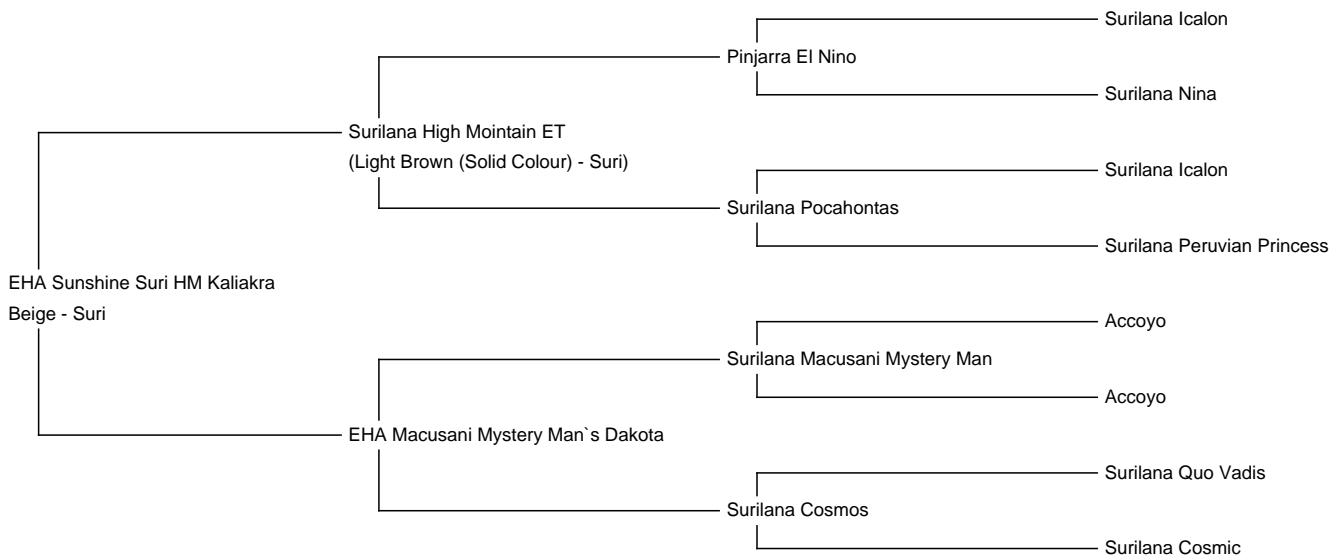 Surilana Icalon
Pinjarra El Nino
Surilana Nina
Surilana High Mointain ET
(Light Brown (Solid Colour) - Suri)
Surilana Icalon
Surilana Pocahontas
Surilana Peruvian Princess
EHA Sunshine Suri HM Kaliakra
Beige - Suri
Accoyo
Surilana Macusani Mystery Man
Accoyo
EHA Macusani Mystery Man`s Dakota
Surilana Quo Vadis
Surilana Cosmos
Surilana Cosmic